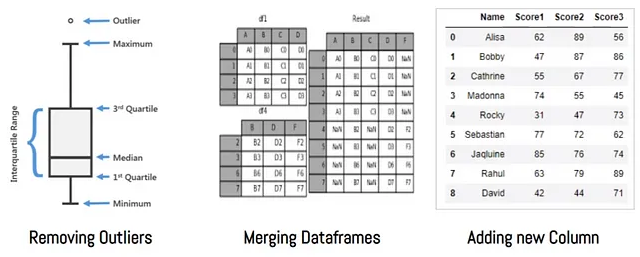 Outlier
Maximum
3rd Quartile
Interquartile Range
Median
1st Quartile
Minimum
Removing Outliers
df1
A B C D
0 A0 B0 C0 D0
1 A1 B1 C1 D1
2 A2 B2 C2 D2
3 A3 B3 C3 D3
df4
B D F
2 B2 D2 F2
3 B3 D3 F3
6 B6 D6 F6
7 B7 D7 F7
Result
A B C D F
0 A0 B0 C0 D0 NaN
1 A1 B1 C1 D1 NaN
2 A2 B2 C2 D2 NaN
3 A3 B3 C3 D3 NaN
4 NaN B2 NaN D2 F2
5 NaN B3 NaN D3 F3
6 NaN B6 NaN D6 F6
7 NaN B7 NaN D7 F7
Merging Dataframes
Name Score1 Score2 Score3
0 Alisa 62 89 56
1 Bobby 47 87 86
2 Cathrine 55 67 77
3 Madonna 74 55 45
4 Rocky 31 47 73
5 Sebastian 77 72 62
6 Jaqluine 85 76 74
7 Rahul 63 79 89
8 David 42 44 71
Adding new Column